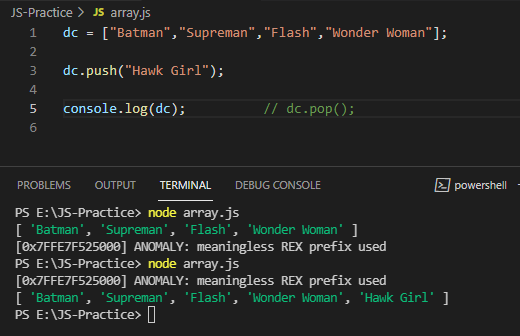 JS-Practice > JS array.js
1 dc = ["Batman","Supreman","Flash","Wonder Woman"];
2
3 dc.push("Hawk Girl");
4
5 console.log(dc); // dc.pop();
6
PROBLEMS OUTPUT TERMINAL DEBUG CONSOLE powershell
PS E:\JS-Practice> node array.js
[ 'Batman', 'Supreman', 'Flash', 'Wonder Woman' ]
[0x7FFE7F525000] ANOMALY: meaningless REX prefix used
PS E:\JS-Practice> node array.js
[0x7FFE7F525000] ANOMALY: meaningless REX prefix used
[ 'Batman', 'Supreman', 'Flash', 'Wonder Woman', 'Hawk Girl' ]
PS E:\JS-Practice>